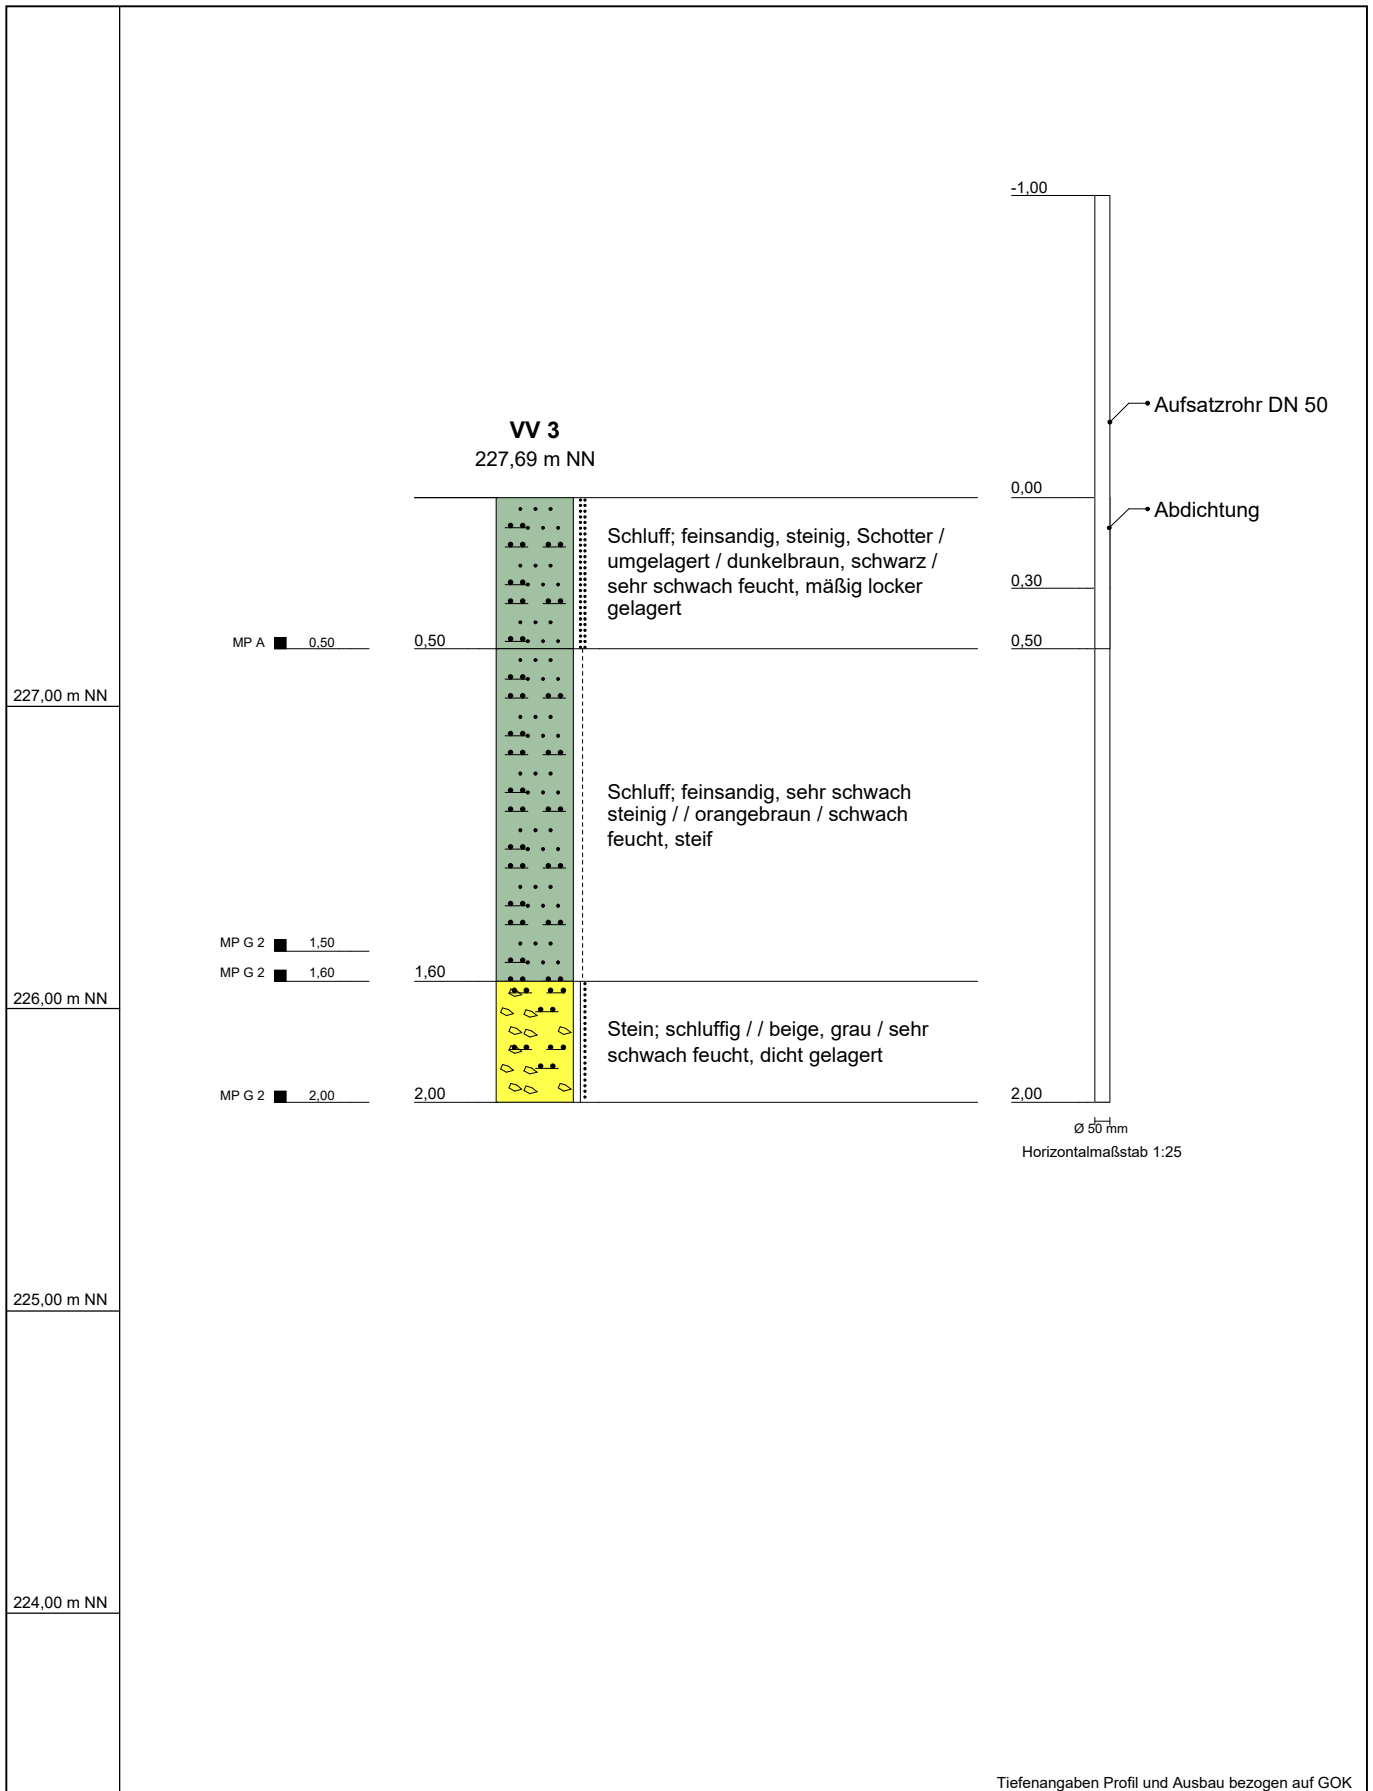 -1,00
Aufsatzrohr DN 50
VV 3
227,69 m NN
0,00
Abdichtung
Schluff; feinsandig, steinig, Schotter /
umgelagert / dunkelbraun, schwarz /
sehr schwach feucht, mäßig locker
gelagert
0,30
MP A 0,50
0,50
0,50
227,00 m NN
Schluff; feinsandig, sehr schwach
steinig / / orangebraun / schwach
feucht, steif
MP G 2 1,50
MP G 2 1,60
1,60
226,00 m NN
Stein; schluffig / / beige, grau / sehr
schwach feucht, dicht gelagert
MP G 2 2,00
2,00
2,00
Ø 50 mm
Horizontalmaßstab 1:25
225,00 m NN
224,00 m NN
Tiefenangaben Profil und Ausbau bezogen auf GOK